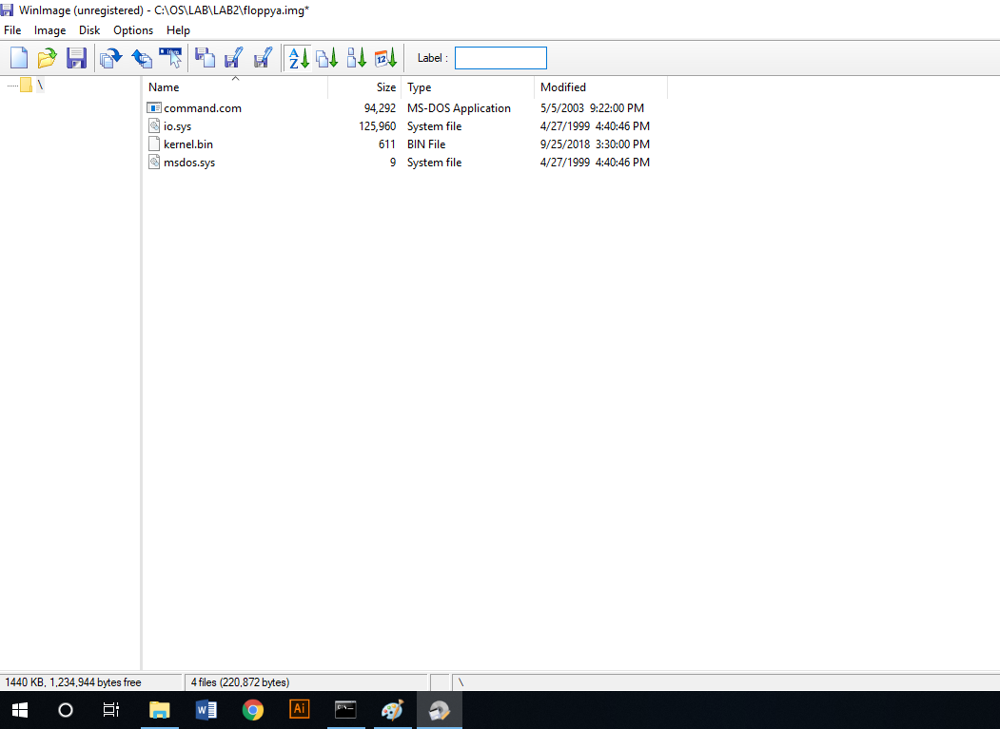 WinImage (unregistered) - C:\OS\LAB\LAB2\floppya.img*
File Image Disk Options Help
Label :
\
Name Size Type Modified
command.com 94,292 MS-DOS Application 5/5/2003 9:22:00 PM
io.sys 125,960 System file 4/27/1999 4:40:46 PM
kernel.bin 611 BIN File 9/25/2018 3:30:00 PM
msdos.sys 9 System file 4/27/1999 4:40:46 PM
1440 KB, 1,234,944 bytes free 4 files (220,872 bytes) \
Ai